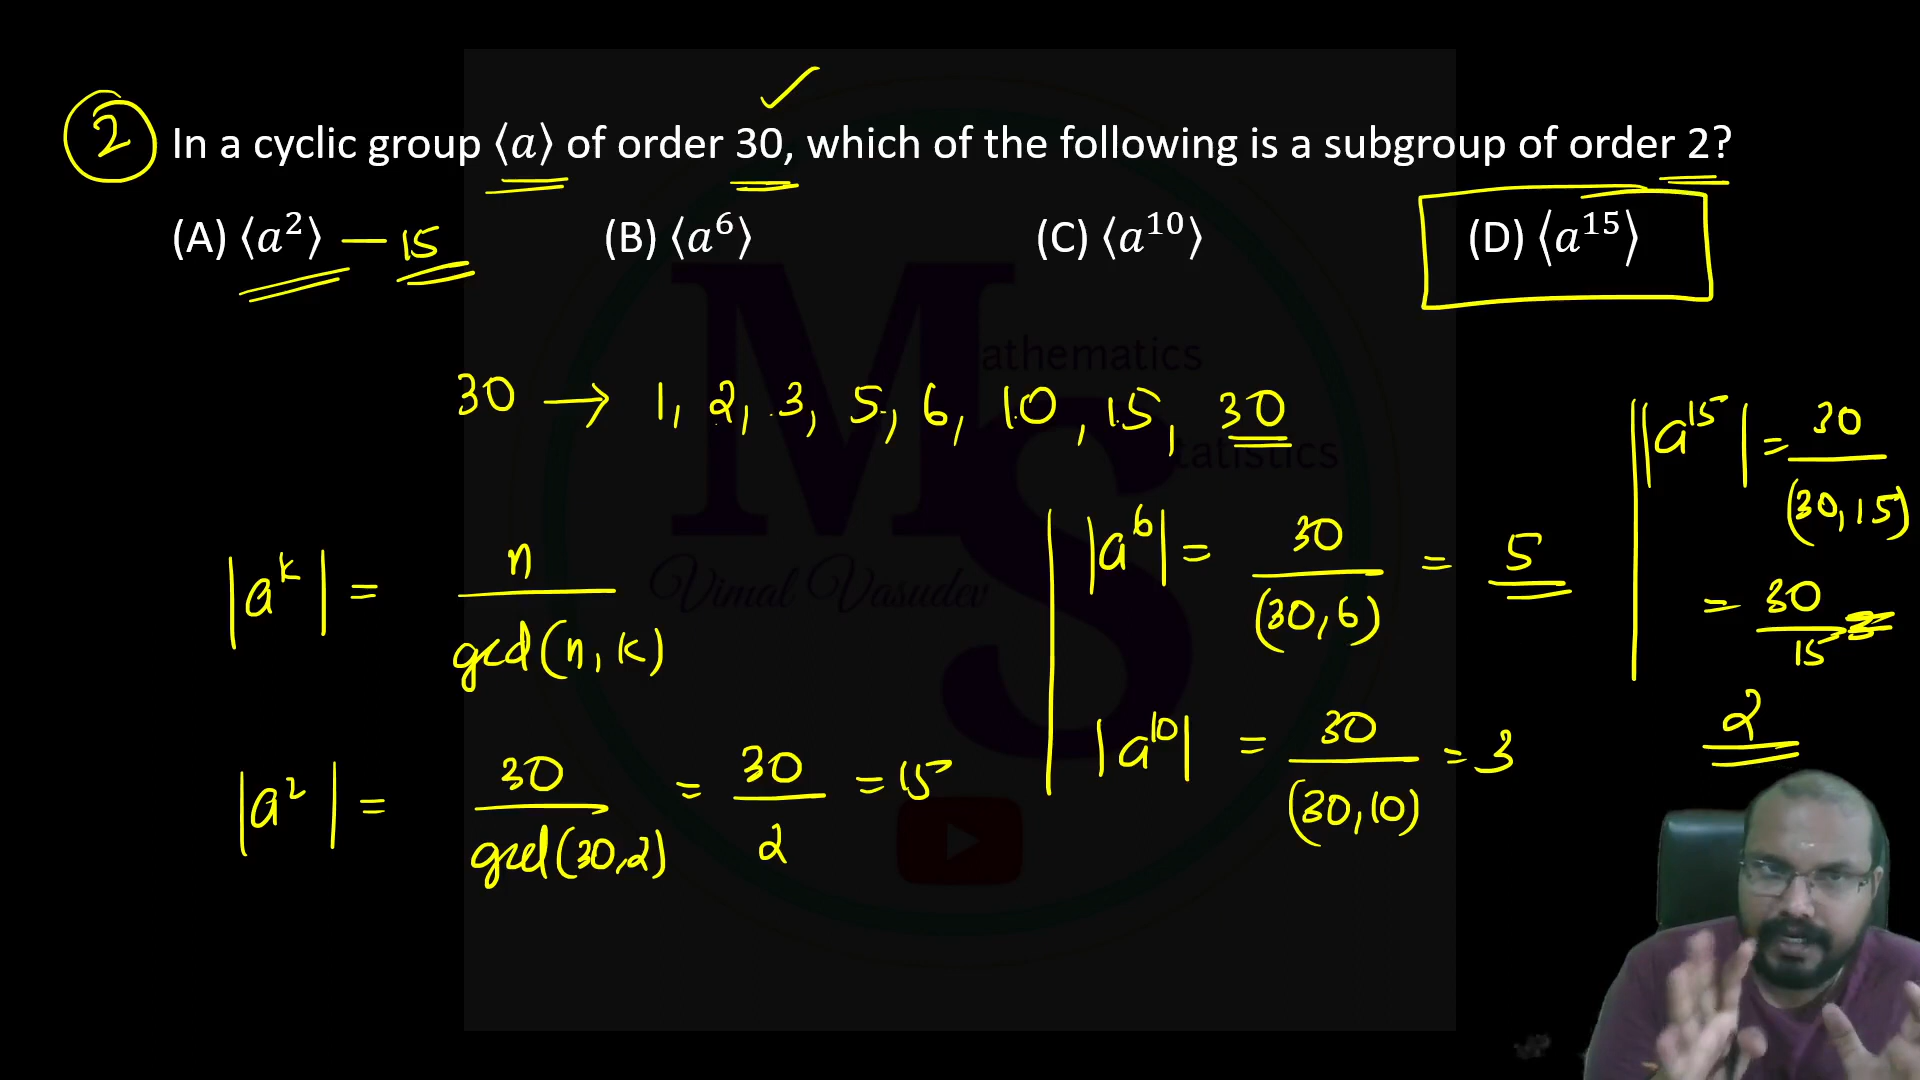 2 In a cyclic group ⟨a⟩ of order 30, which of the following is a subgroup of order 2?
(A) ⟨a²⟩ — 15 (B) ⟨a⁶⟩ (C) ⟨a¹⁰⟩ (D) ⟨a¹⁵⟩
30 → 1, 2, 3, 5, 6, 10, 15, 30
|aᵏ| = n / gcd(n, k)
|a²| = 30 / gcd(30,2) = 30 / 2 = 15
|a⁶| = 30 / (30,6) = 5
|a¹⁰| = 30 / (30,10) = 3
|a¹⁵| = 30 / (30,15)
= 30 / 15
2
Mathematics
Statistics
Vimal Vasudev